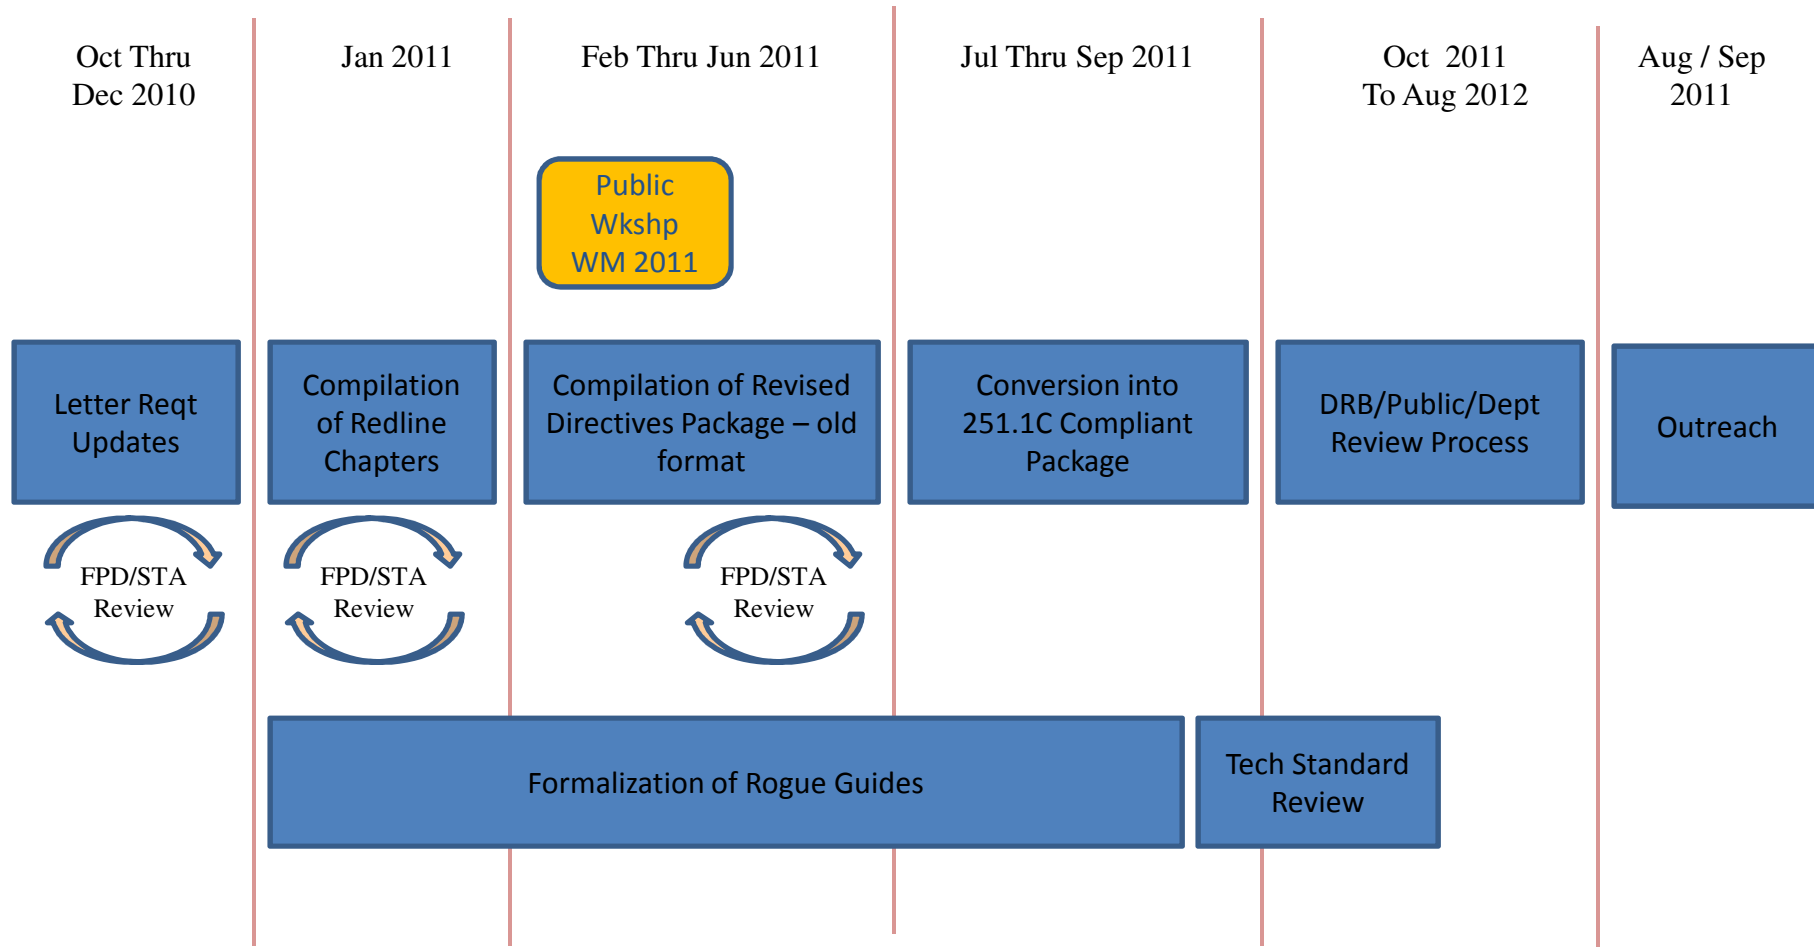 Oct Thru
Dec 2010
Jan 2011
Feb Thru Jun 2011
Jul Thru Sep 2011
Oct  2011
To Aug 2012
Aug / Sep
2011
Public
Wkshp
WM 2011
Letter Reqt
Updates
Compilation
of Redline
Chapters
Compilation of Revised
Directives Package – old
format
Conversion into
251.1C Compliant
Package
DRB/Public/Dept
Review Process
Outreach
FPD/STA
Review
FPD/STA
Review
FPD/STA
Review
Formalization of Rogue Guides
Tech Standard
Review